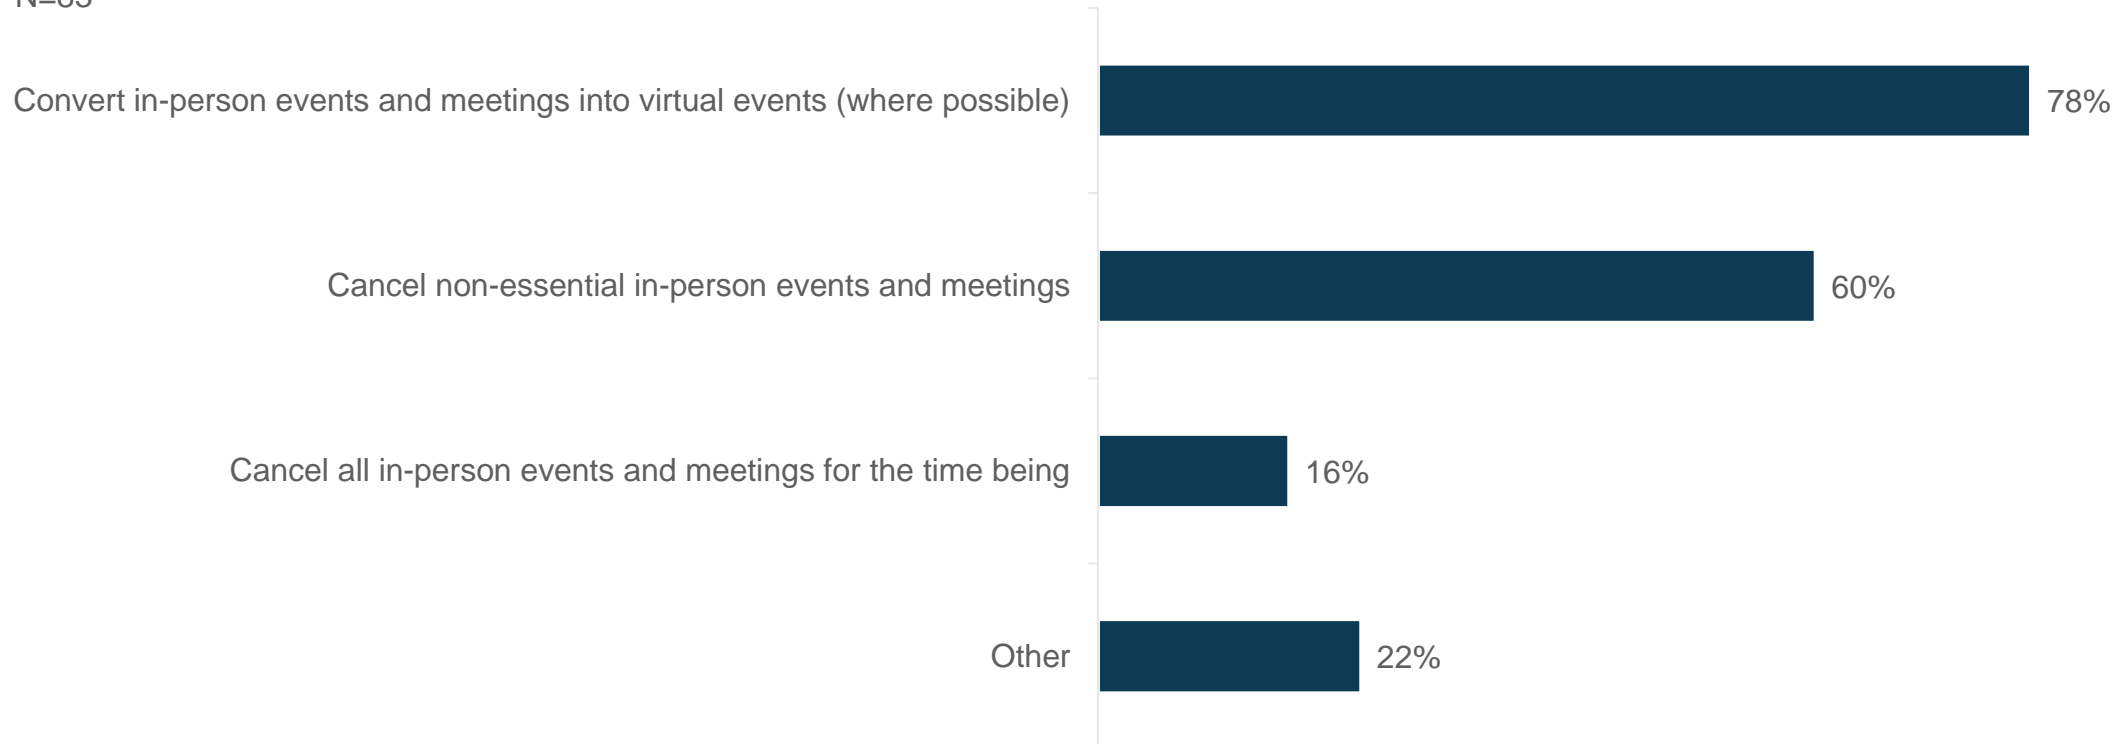 Convert in-person events and meetings into virtual events (where possible)
78%
Cancel non-essential in-person events and meetings
60%
Cancel all in-person events and meetings for the time being
16%
Other
22%